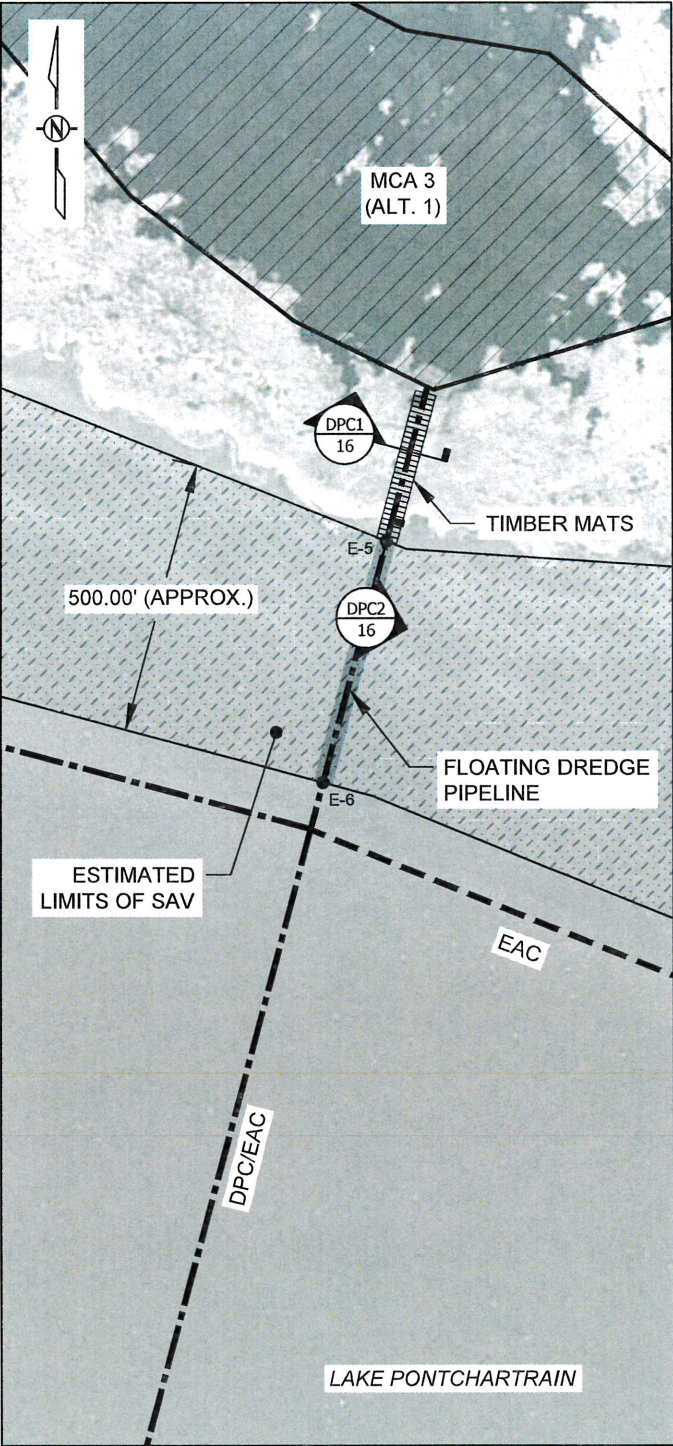 N
MCA 3
(ALT. 1)
DPC1
16
TIMBER MATS
E-5
500.00' (APPROX.)
DPC2
16
FLOATING DREDGE
PIPELINE
E-6
ESTIMATED
LIMITS OF SAV
EAC
DPC/EAC
LAKE PONTCHARTRAIN